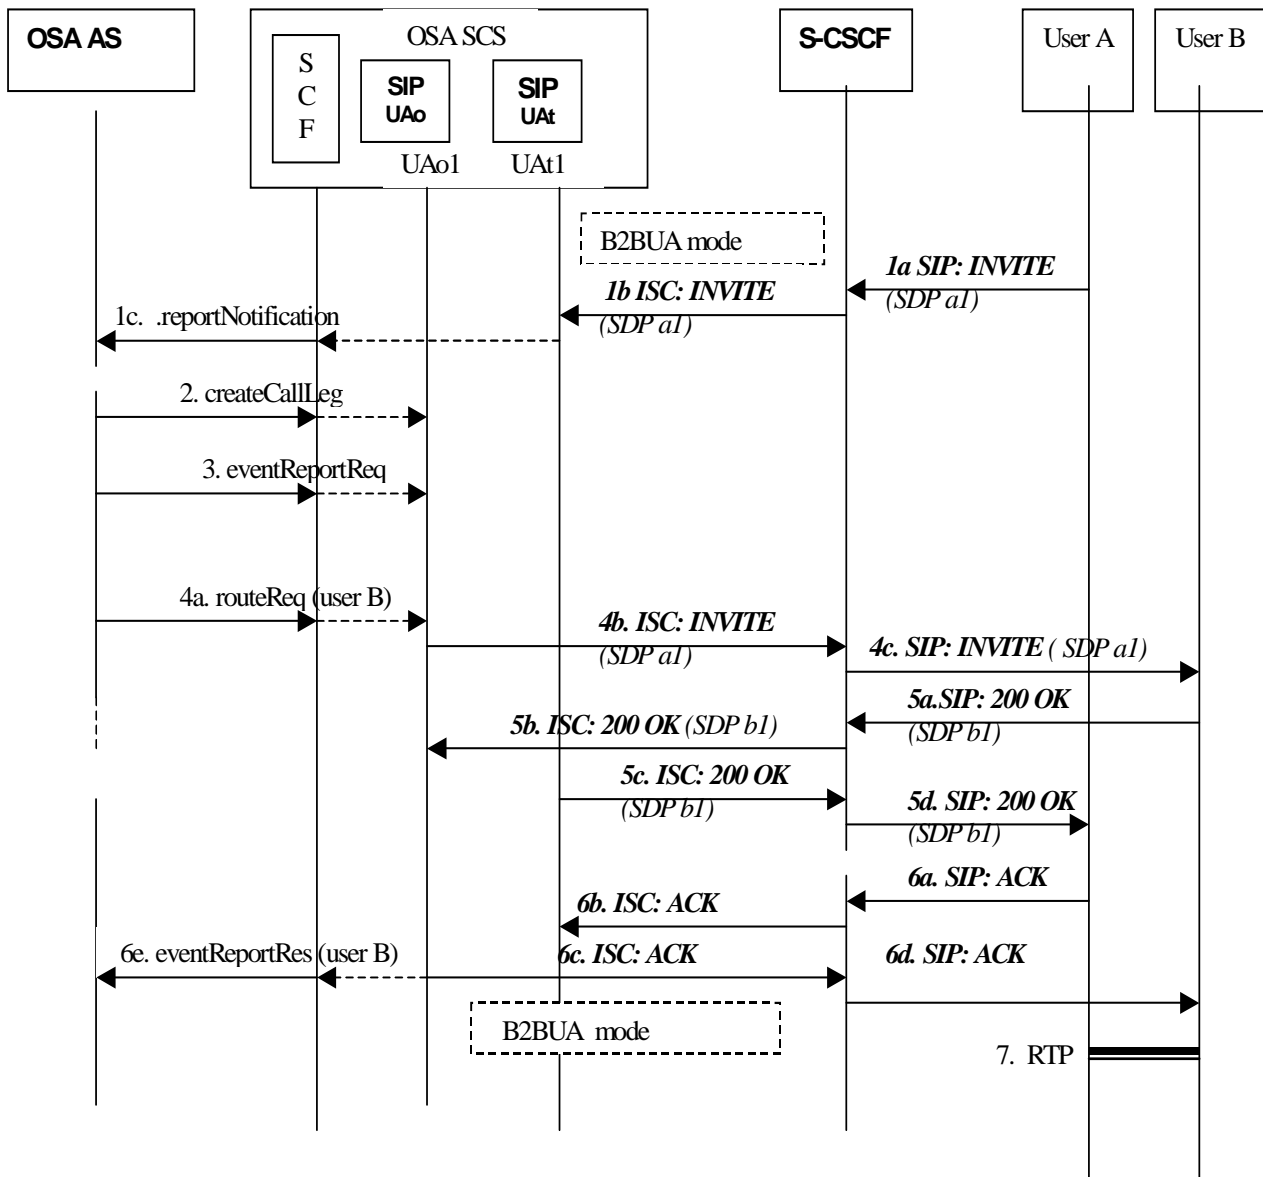 OSA AS
OSA SCS
S
C
F
SIP
UAo
SIP
UAt
UAo1
UAt1
S-CSCF
User A
User B
B2BUA mode
1a SIP: INVITE
(SDP a1)
1b ISC: INVITE
(SDP a1)
1c. .reportNotification
2. createCallLeg
3. eventReportReq
4a. routeReq (user B)
4b. ISC: INVITE
(SDP a1)
4c. SIP: INVITE ( SDP a1)
5a.SIP: 200 OK
(SDP b1)
5b. ISC: 200 OK (SDP b1)
5c. ISC: 200 OK
(SDP b1)
5d. SIP: 200 OK
(SDP b1)
6a. SIP: ACK
6b. ISC: ACK
6e. eventReportRes (user B)
6c. ISC: ACK
6d. SIP: ACK
B2BUA mode
7. RTP